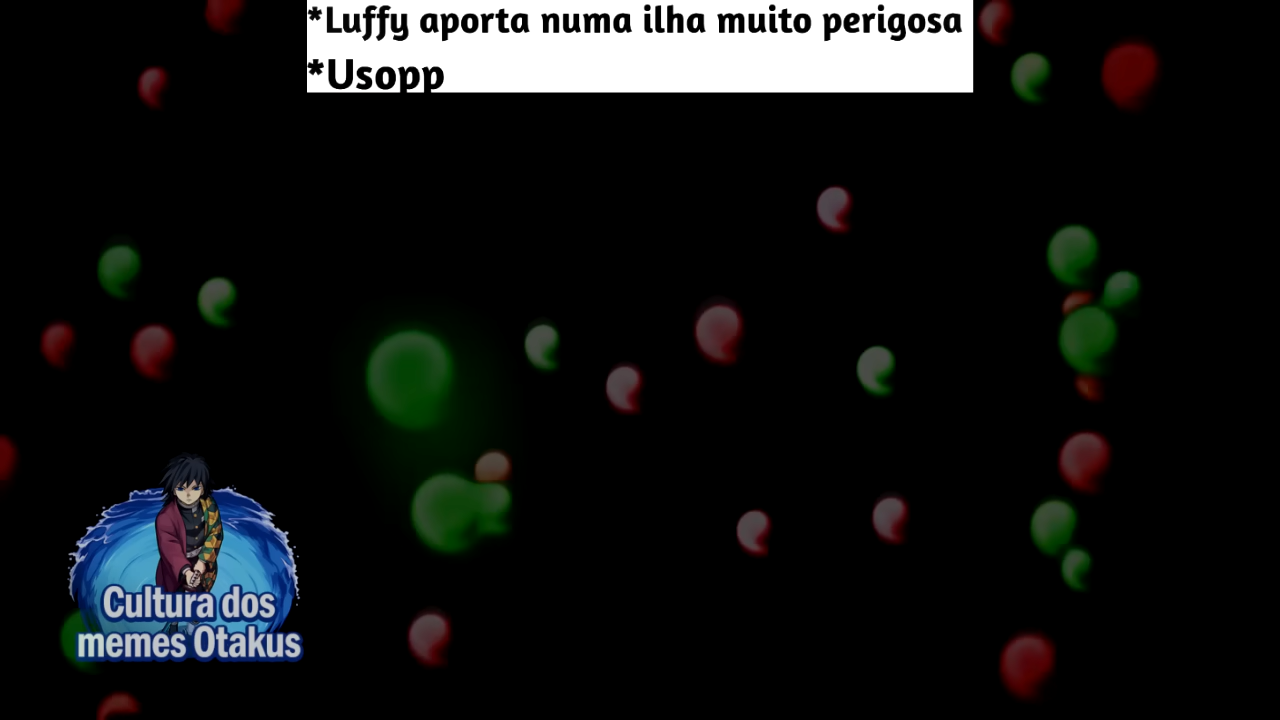 *Luffy aporta numa ilha muito perigosa
*Usopp
Cultura dos
memes Otakus